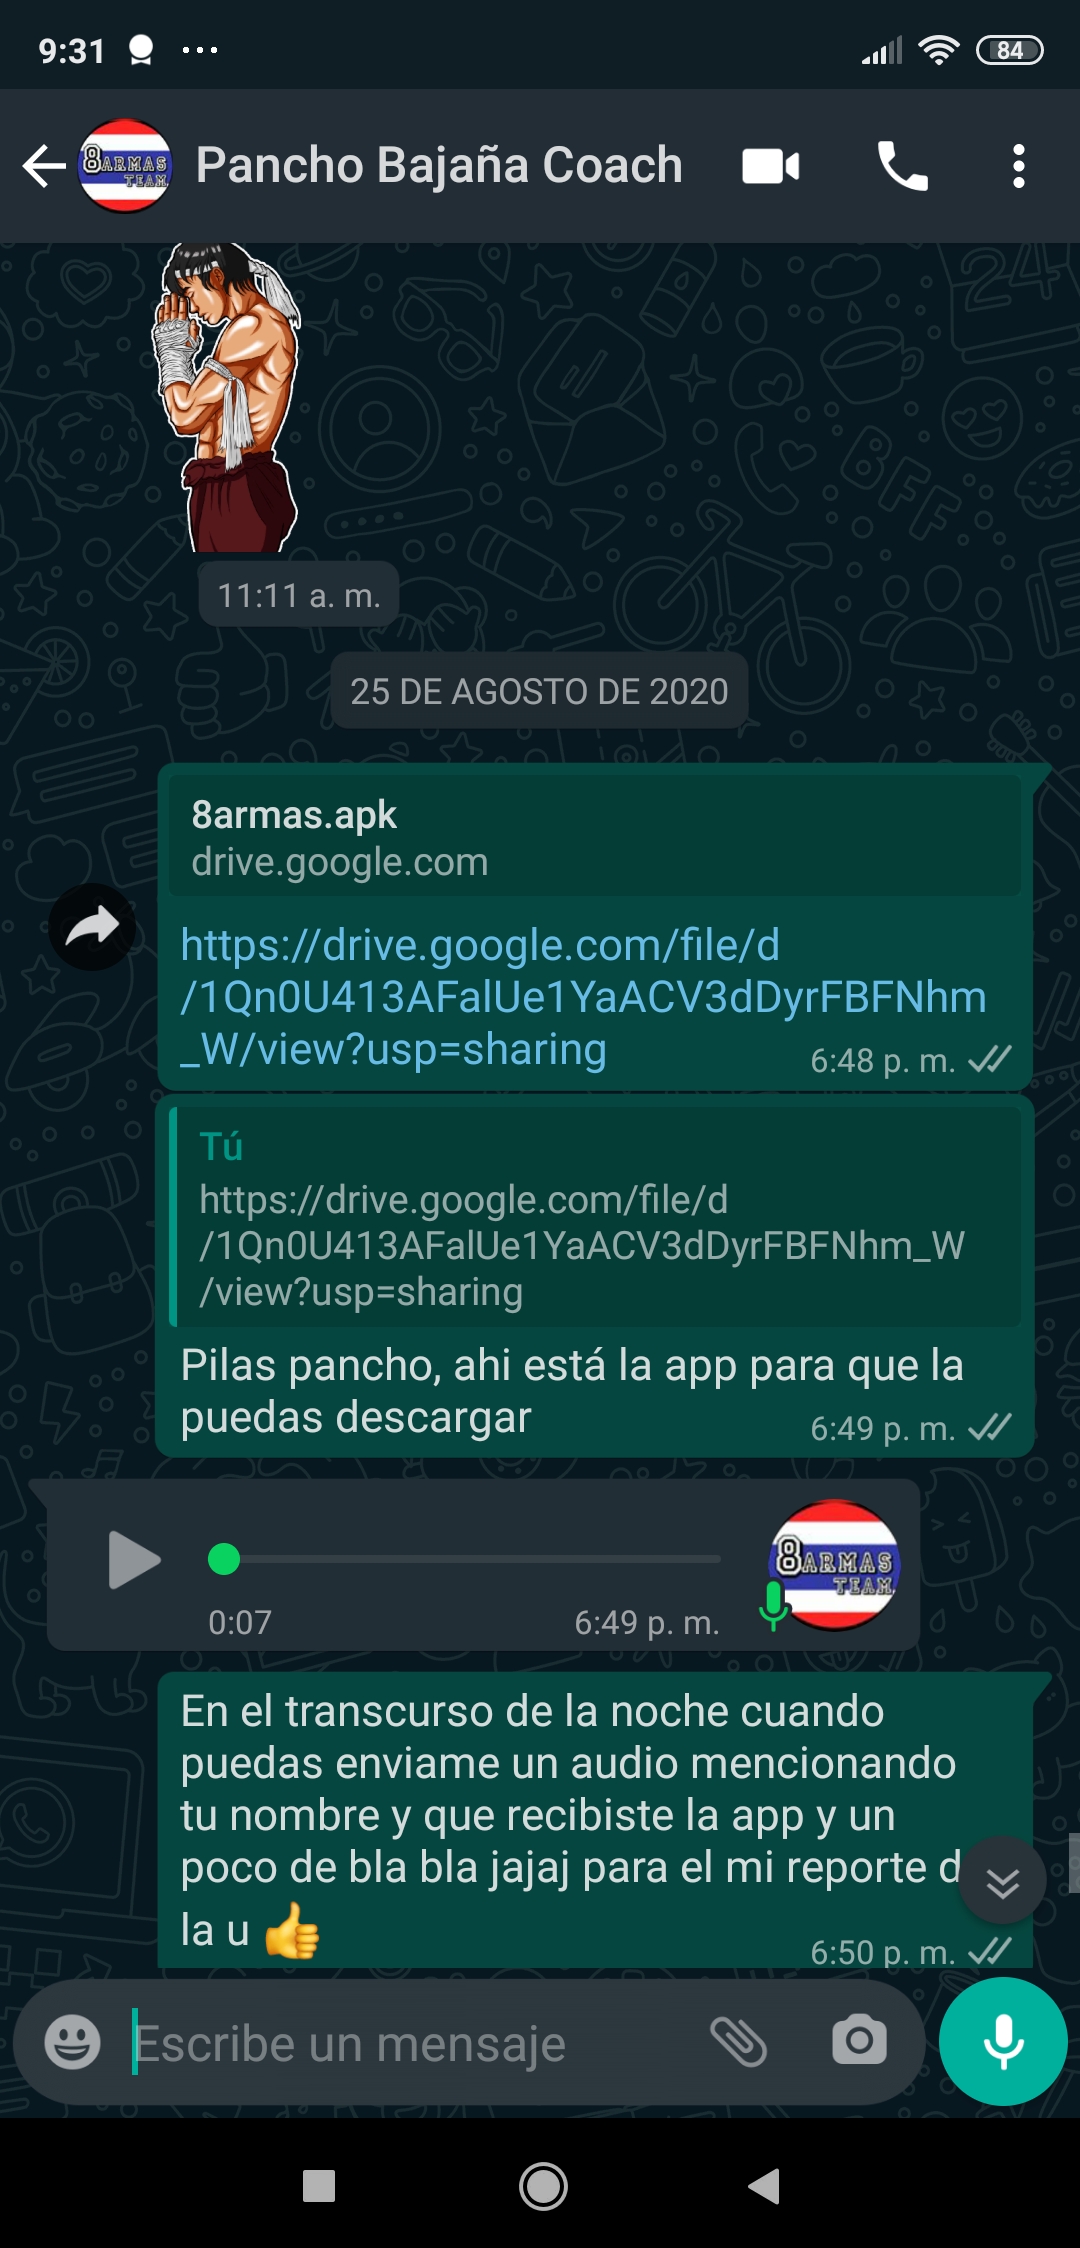 9:31
84
8ARMAS
TEAM
Pancho Bajaña Coach
11:11 a. m.
25 DE AGOSTO DE 2020
8armas.apk
drive.google.com
https://drive.google.com/file/d
/1Qn0U413AFalUe1YaACV3dDyrFBFNhm
_W/view?usp=sharing
6:48 p. m.
Tú
https://drive.google.com/file/d
/1Qn0U413AFalUe1YaACV3dDyrFBFNhm_W
/view?usp=sharing
Pilas pancho, ahi está la app para que la
puedas descargar
6:49 p. m.
8ARMAS
TEAM
0:07
6:49 p. m.
En el transcurso de la noche cuando
puedas enviame un audio mencionando
tu nombre y que recibiste la app y un
poco de bla bla jajaj para el mi reporte d
la u 👍
6:50 p. m.
Escribe un mensaje